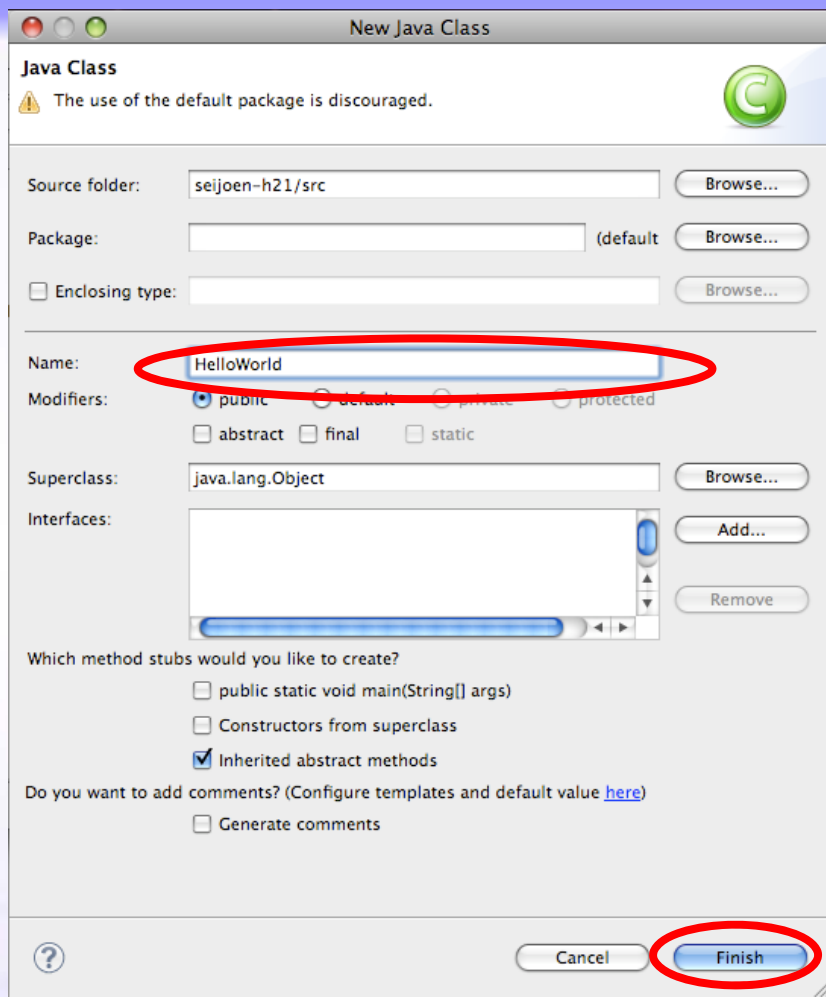 New Java Class
Java Class
The use of the default package is discouraged.
C
Source folder: seijoen-h21/src Browse...
Package: (default Browse...
Enclosing type: Browse...
Name: HelloWorld
Modifiers: public default private protected
abstract final static
Superclass: java.lang.Object Browse...
Interfaces: Add...
Remove
Which method stubs would you like to create?
public static void main(String[] args)
Constructors from superclass
Inherited abstract methods
Do you want to add comments? (Configure templates and default value here)
Generate comments
? Cancel Finish